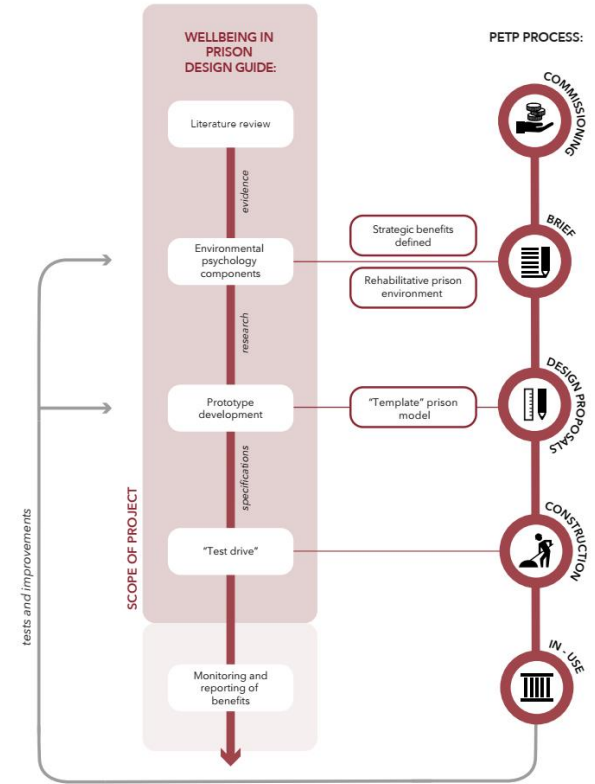 WELLBEING IN
PRISON
DESIGN GUIDE:
PETP PROCESS:
Literature review
COMMISSIONING
evidence
Strategic benefits
defined
BRIEF
Environmental
psychology
components
Rehabilitative prison
environment
research
Prototype
development
"Template" prison
model
DESIGN PROPOSALS
specifications
SCOPE OF PROJECT
"Test drive"
CONSTRUCTION
tests and improvements
Monitoring and
reporting of
benefits
IN - USE